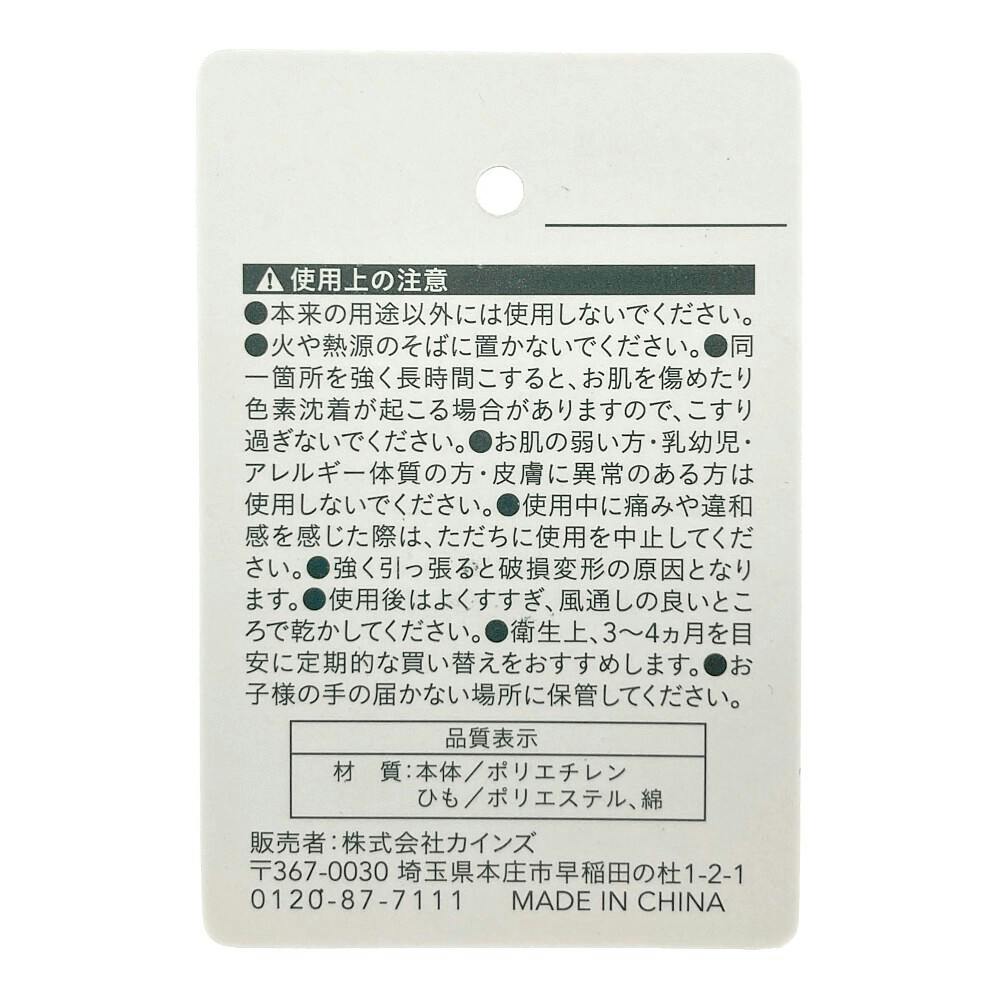 ⚠使用上の注意
●本来の用途以外には使用しないでください。
●火や熱源のそばに置かないでください。●同
一箇所を強く長時間こすると、お肌を傷めたり
色素沈着が起こる場合がありますので、こすり
過ぎないでください。●お肌の弱い方・乳幼児・
アレルギー体質の方・皮膚に異常のある方は
使用しないでください。●使用中に痛みや違和
感を感じた際は、ただちに使用を中止してくだ
さい。●強く引っ張ると破損変形の原因となり
ます。●使用後はよくすすぎ、風通しの良いとこ
ろで乾かしてください。●衛生上、3〜4ヵ月を目
安に定期的な買い替えをおすすめします。●お
子様の手の届かない場所に保管してください。
品質表示
材　質：本体／ポリエチレン
ひも／ポリエステル、綿
販売者：株式会社カインズ
〒367-0030 埼玉県本庄市早稲田の杜1-2-1
0120-87-7111　MADE IN CHINA